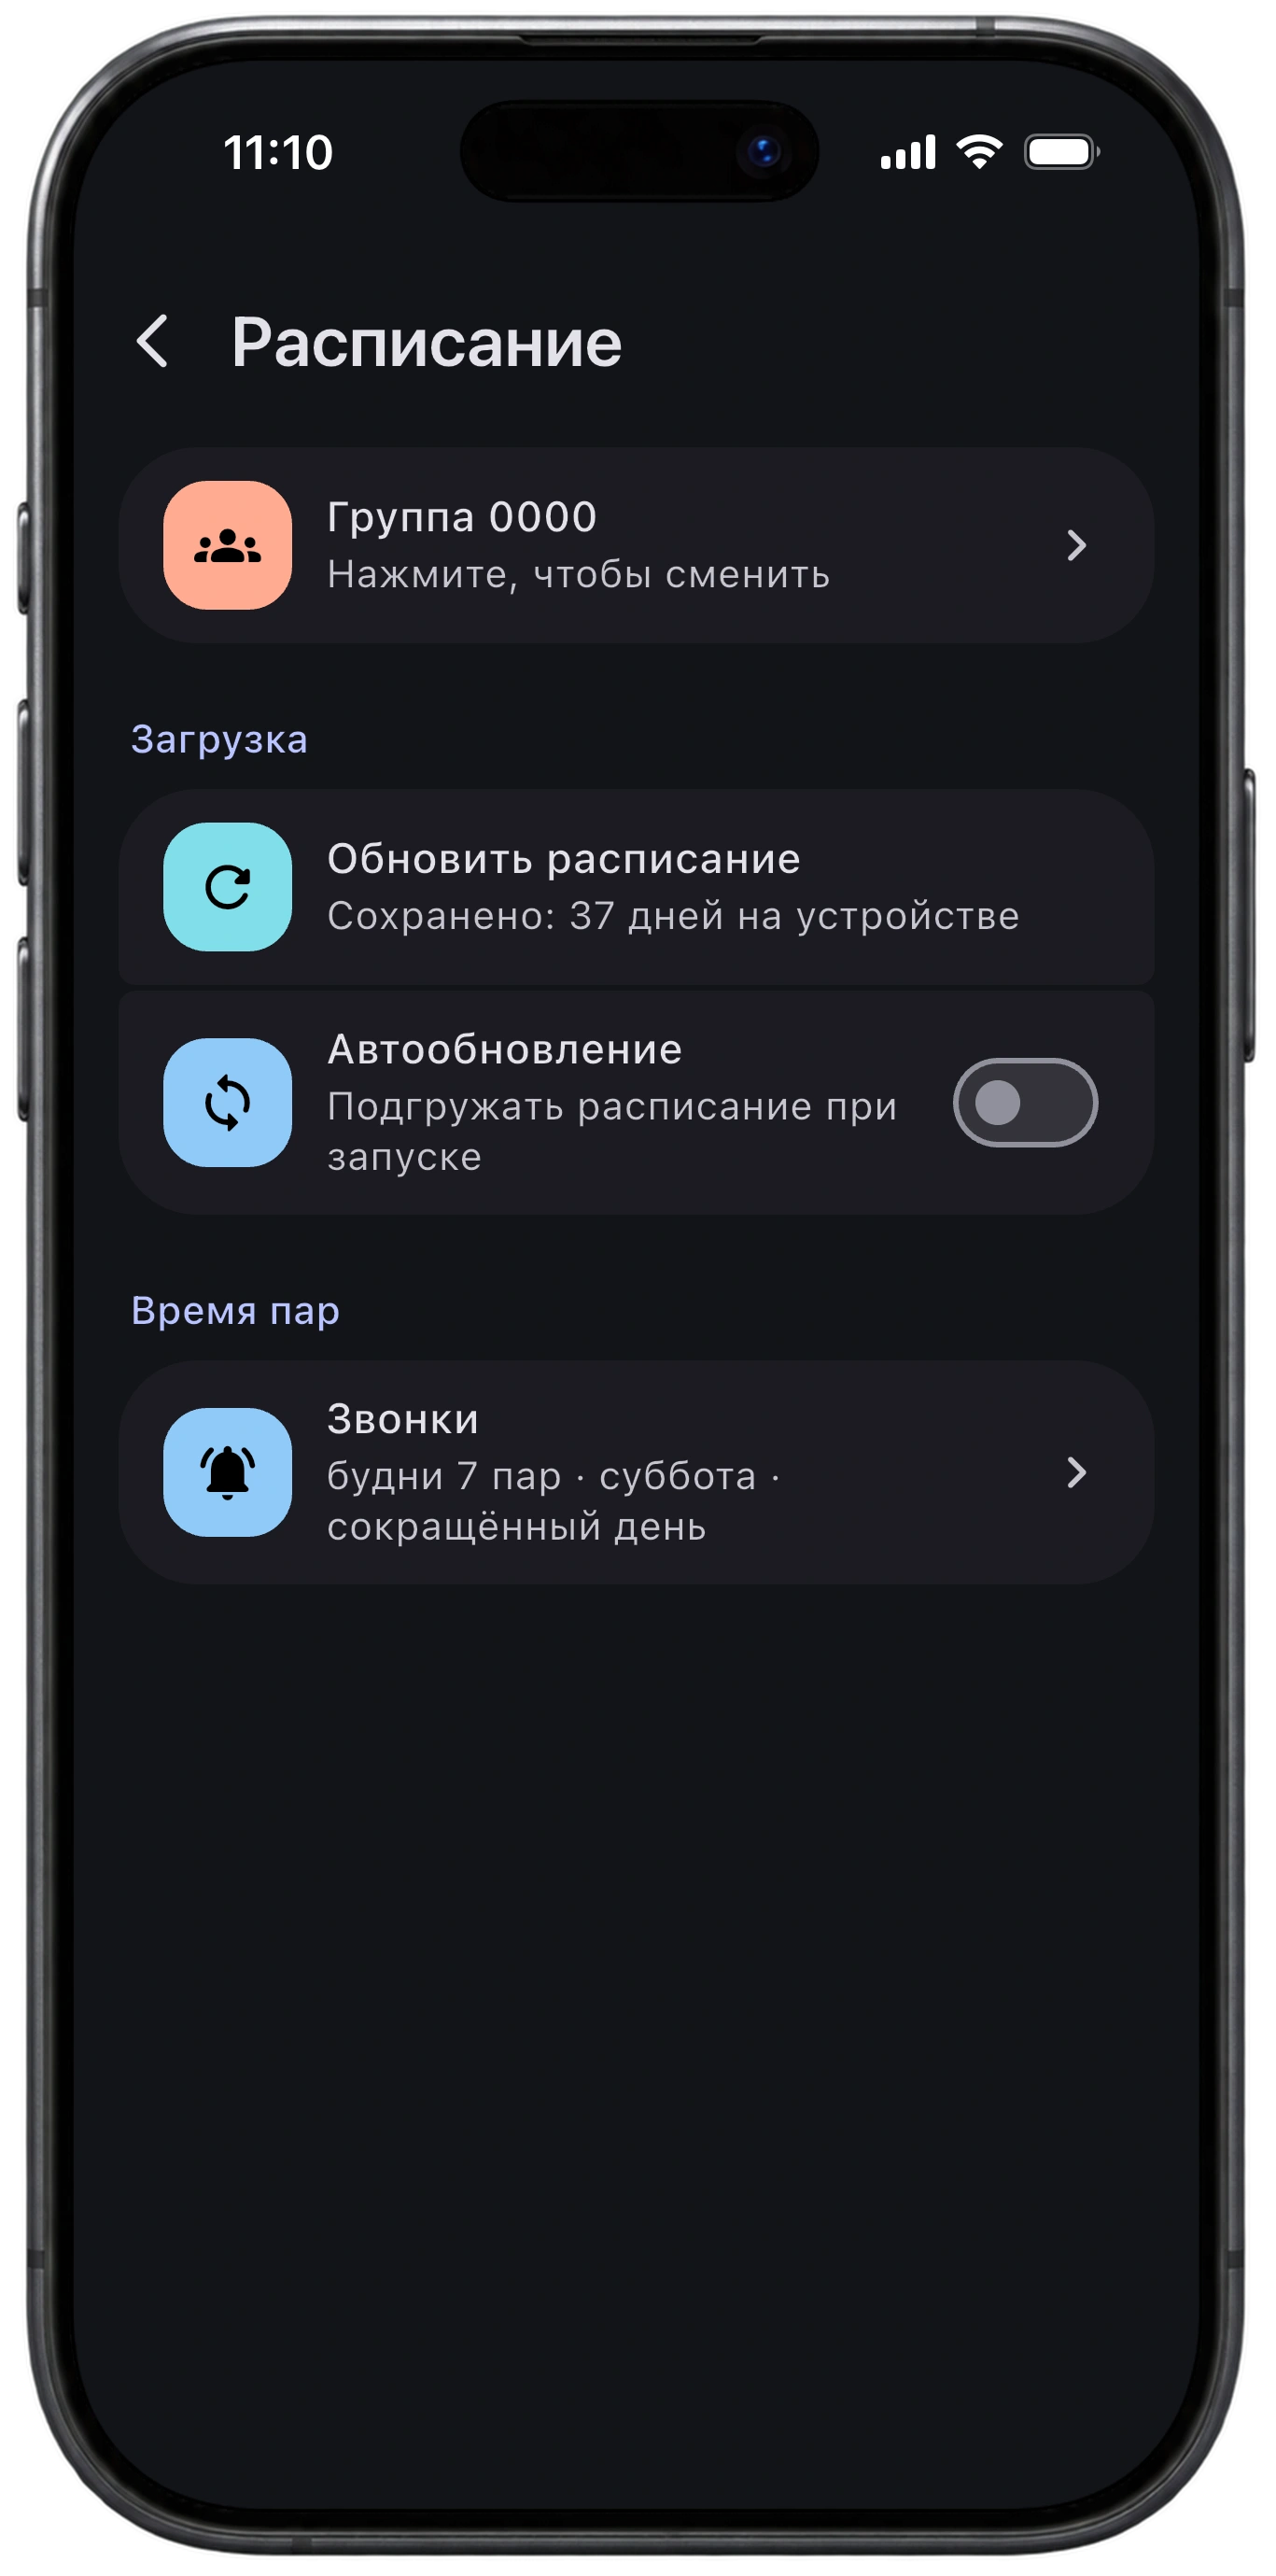 11:10
Расписание
Группа 0000
Нажмите, чтобы сменить
Загрузка
Обновить расписание
Сохранено: 37 дней на устройстве
Автообновление
Подгружать расписание при
запуске
Время пар
Звонки
будни 7 пар · суббота ·
сокращённый день